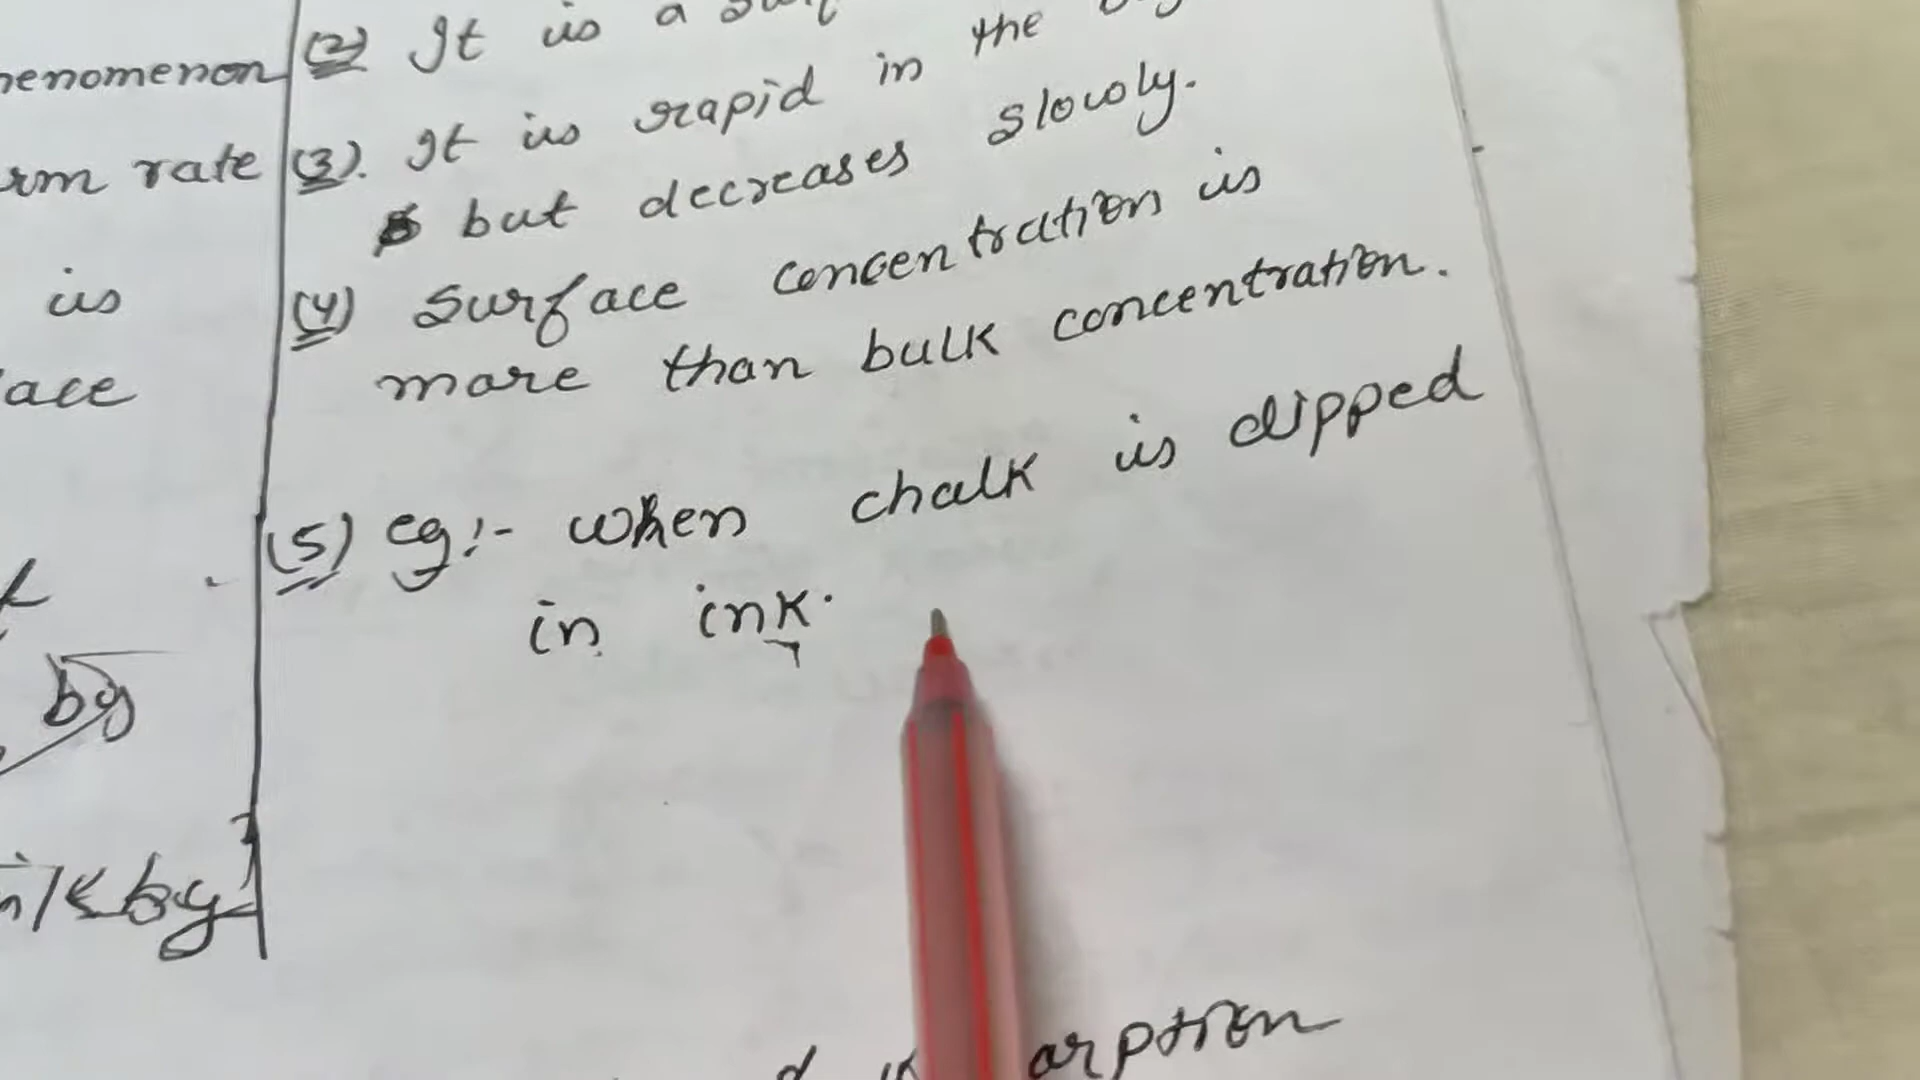 henomenon
rm rate
is
ace
by
(2) It is a
(3). It is rapid in the
but decreases slowly.
(4) Surface concentration is
more than bulk concentration.
(5) eg:- when chalk is dipped
in ink.
arption